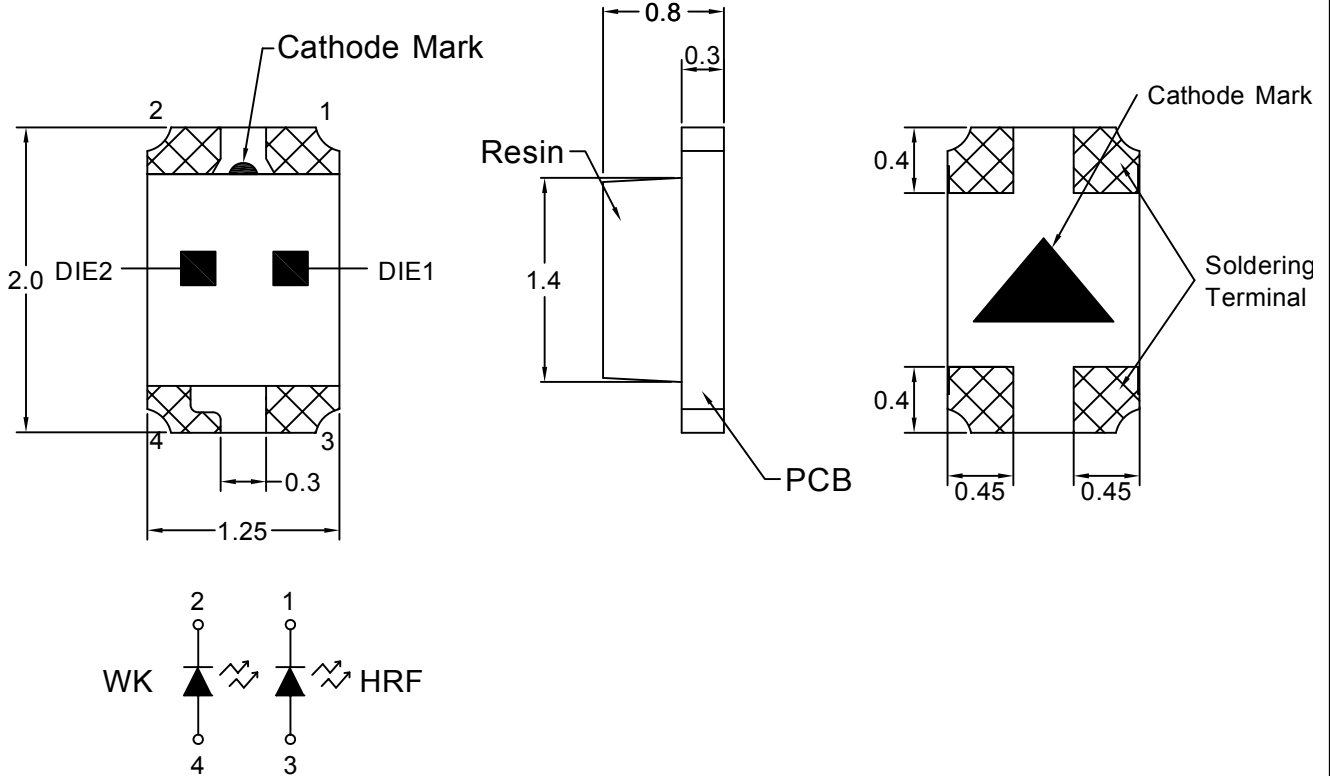 Cathode Mark
2
1
DIE2
DIE1
2.0
4
3
0.3
1.25
0.8
0.3
Resin
1.4
PCB
Cathode Mark
0.4
Soldering
Terminal
0.4
0.45
0.45
2
1
WK
HRF
4
3